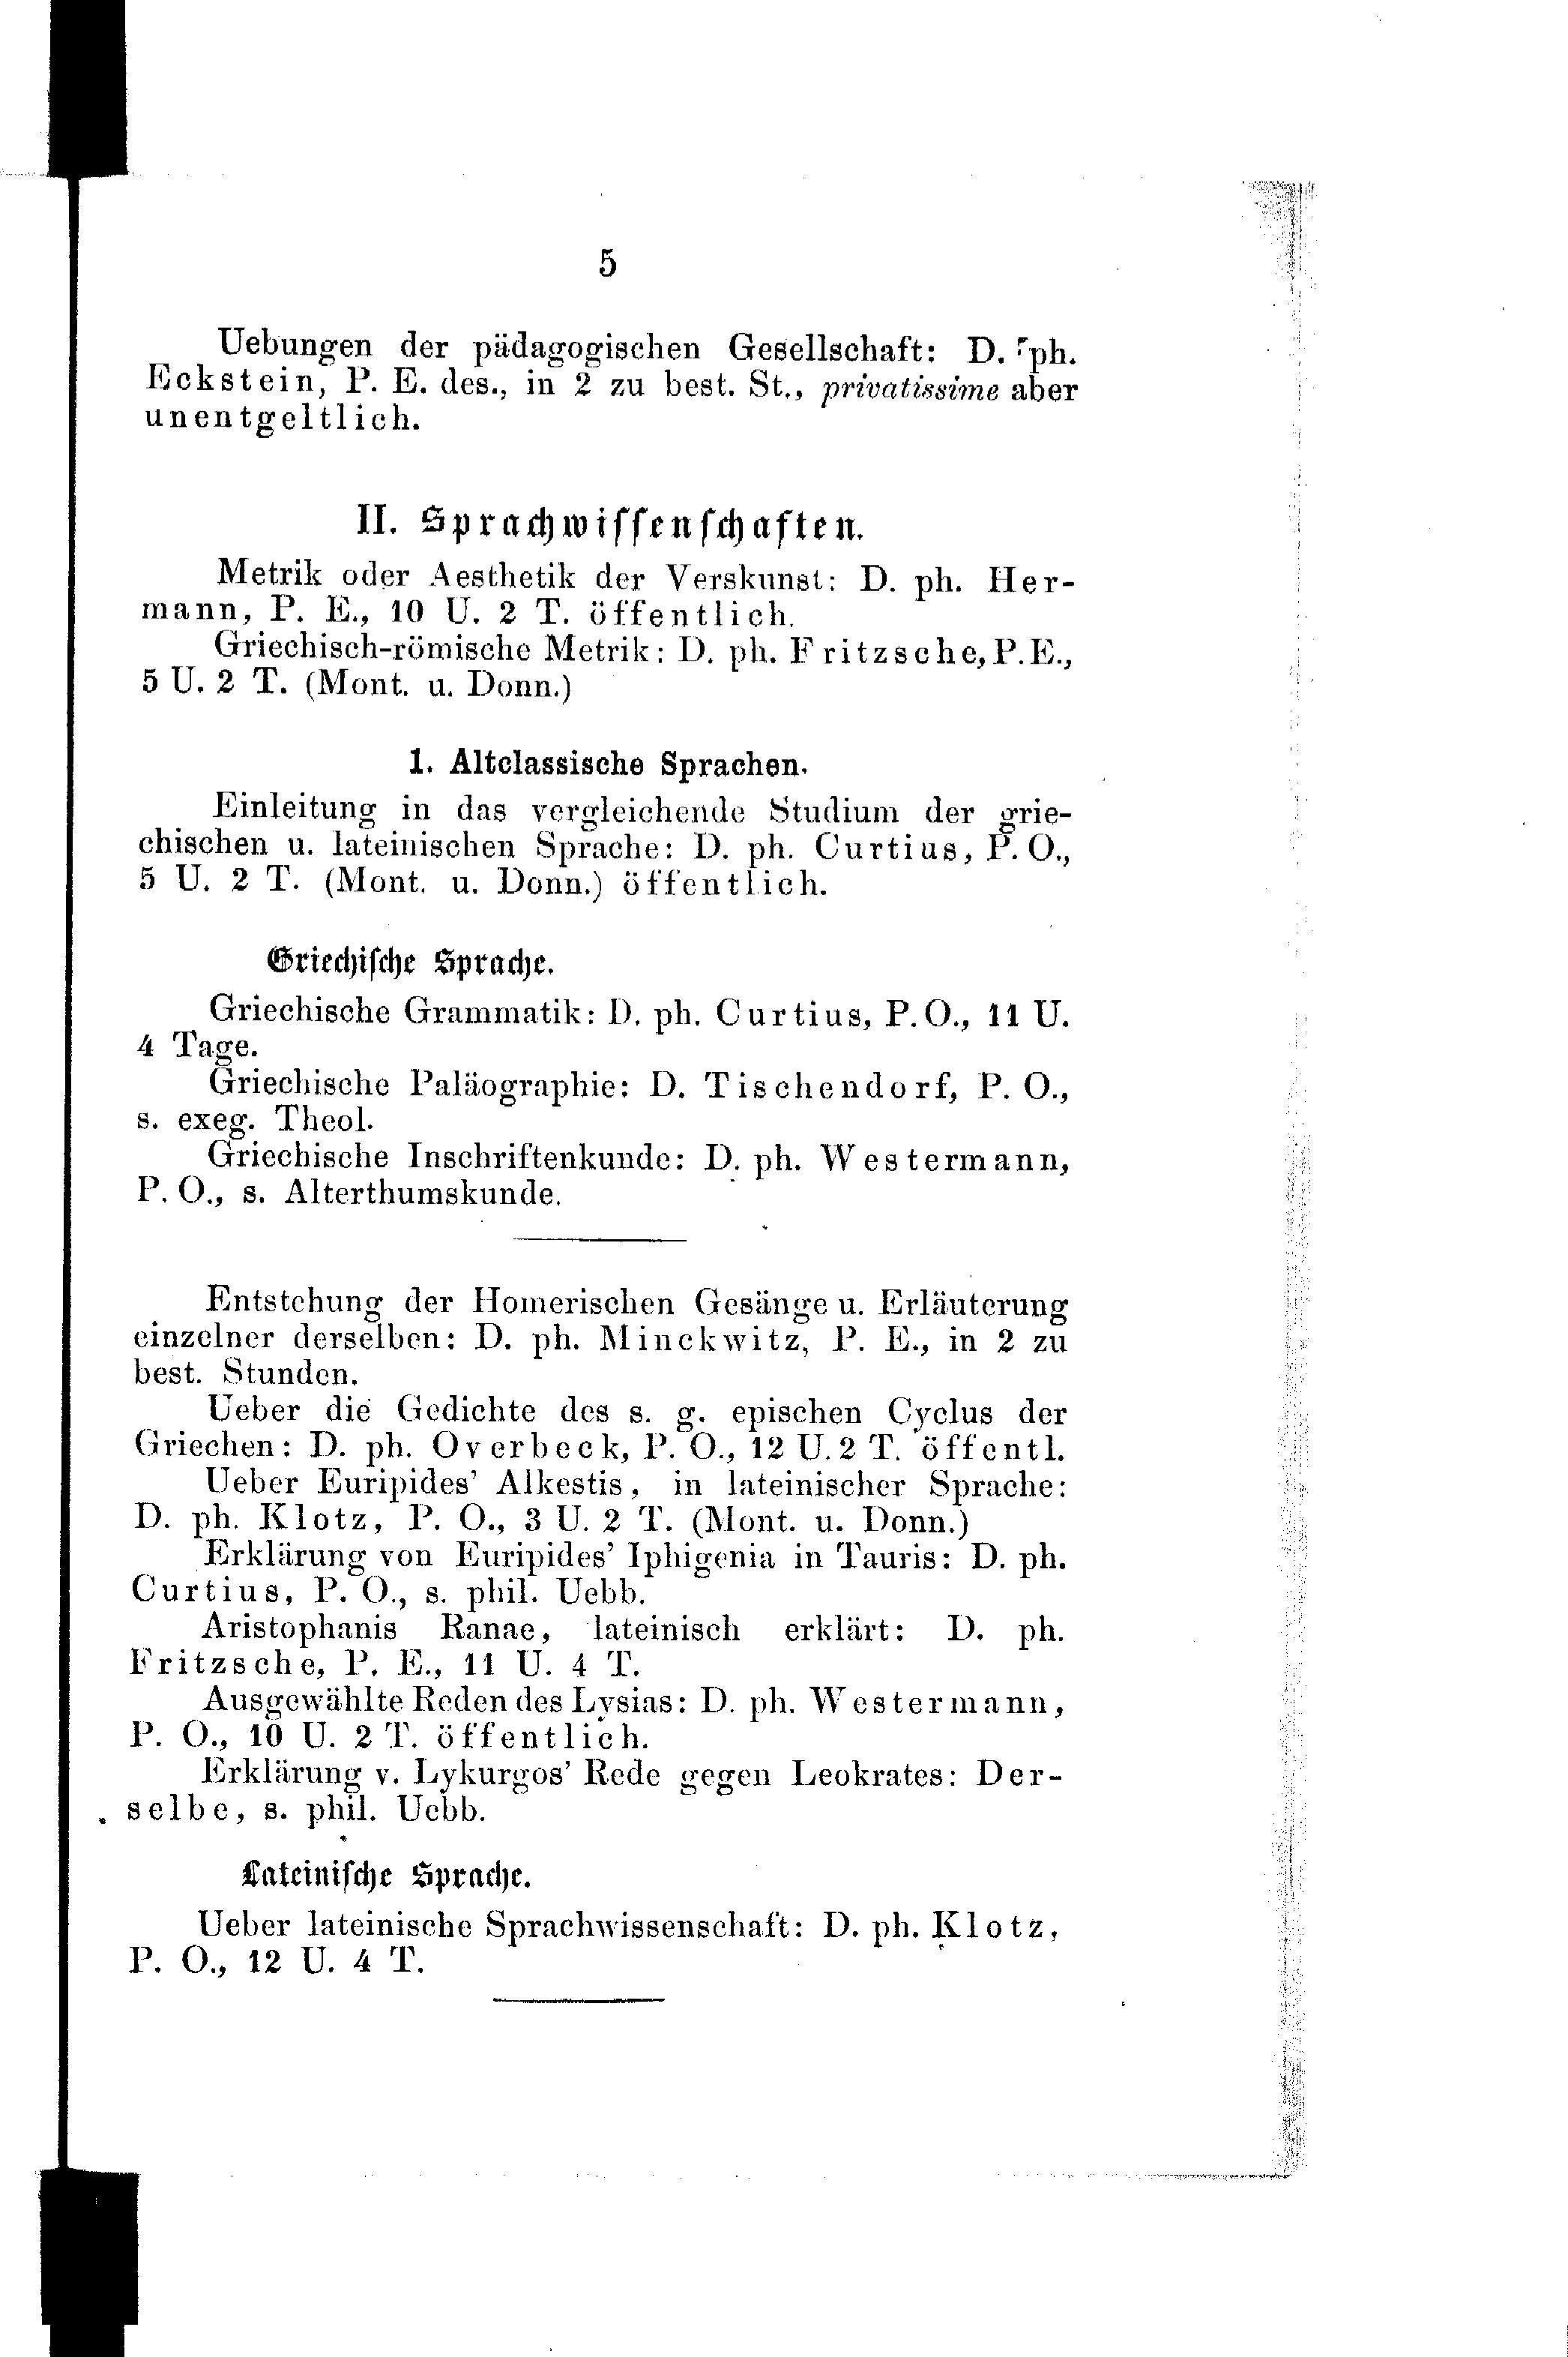 5
Uebungen der pädagogischen Gesellschaft: D. ph.
Eckstein, P. E. des., in 2 zu best. St., privatissime aber
unentgeltlich.
II. Sprachwiſſenſchaften.
Metrik oder Aesthetik der Verskunst: D. ph. Her-
mann, P. E., 10 U. 2 T. öffentlich.
Griechisch-römische Metrik: D. ph. Fritzsche, P. E.,
5 U. 2 T. (Mont. u. Donn.)
1. Altclassische Sprachen.
Einleitung in das vergleichende Studium der grie-
chischen u. lateinischen Sprache: D. ph. Curtius, P. O.,
5 U. 2 T. (Mont. u. Donn.) öffentlich.
Griechiſche Sprache.
Griechische Grammatik: D. ph. Curtius, P. O., 11 U.
4 Tage.
Griechische Paläographie: D. Tischendorf, P. O.,
s. exeg. Theol.
Griechische Inschriftenkunde: D. ph. Westermann,
P. O., s. Alterthumskunde.
Entstehung der Homerischen Gesänge u. Erläuterung
einzelner derselben: D. ph. Minckwitz, P. E., in 2 zu
best. Stunden.
Ueber die Gedichte des s. g. epischen Cyclus der
Griechen: D. ph. Overbeck, P. O., 12 U. 2 T. öffentl.
Ueber Euripides' Alkestis, in lateinischer Sprache:
D. ph. Klotz, P. O., 3 U. 2 T. (Mont. u. Donn.)
Erklärung von Euripides' Iphigenia in Tauris: D. ph.
Curtius, P. O., s. phil. Uebb.
Aristophanis Ranae, lateinisch erklärt: D. ph.
Fritzsche, P. E., 11 U. 4 T.
Ausgewählte Reden des Lysias: D. ph. Westermann,
P. O., 10 U. 2 T. öffentlich.
Erklärung v. Lykurgos' Rede gegen Leokrates: Der-
selbe, s. phil. Uebb.
Lateiniſche Sprache.
Ueber lateinische Sprachwissenschaft: D. ph. Klotz,
P. O., 12 U. 4 T.